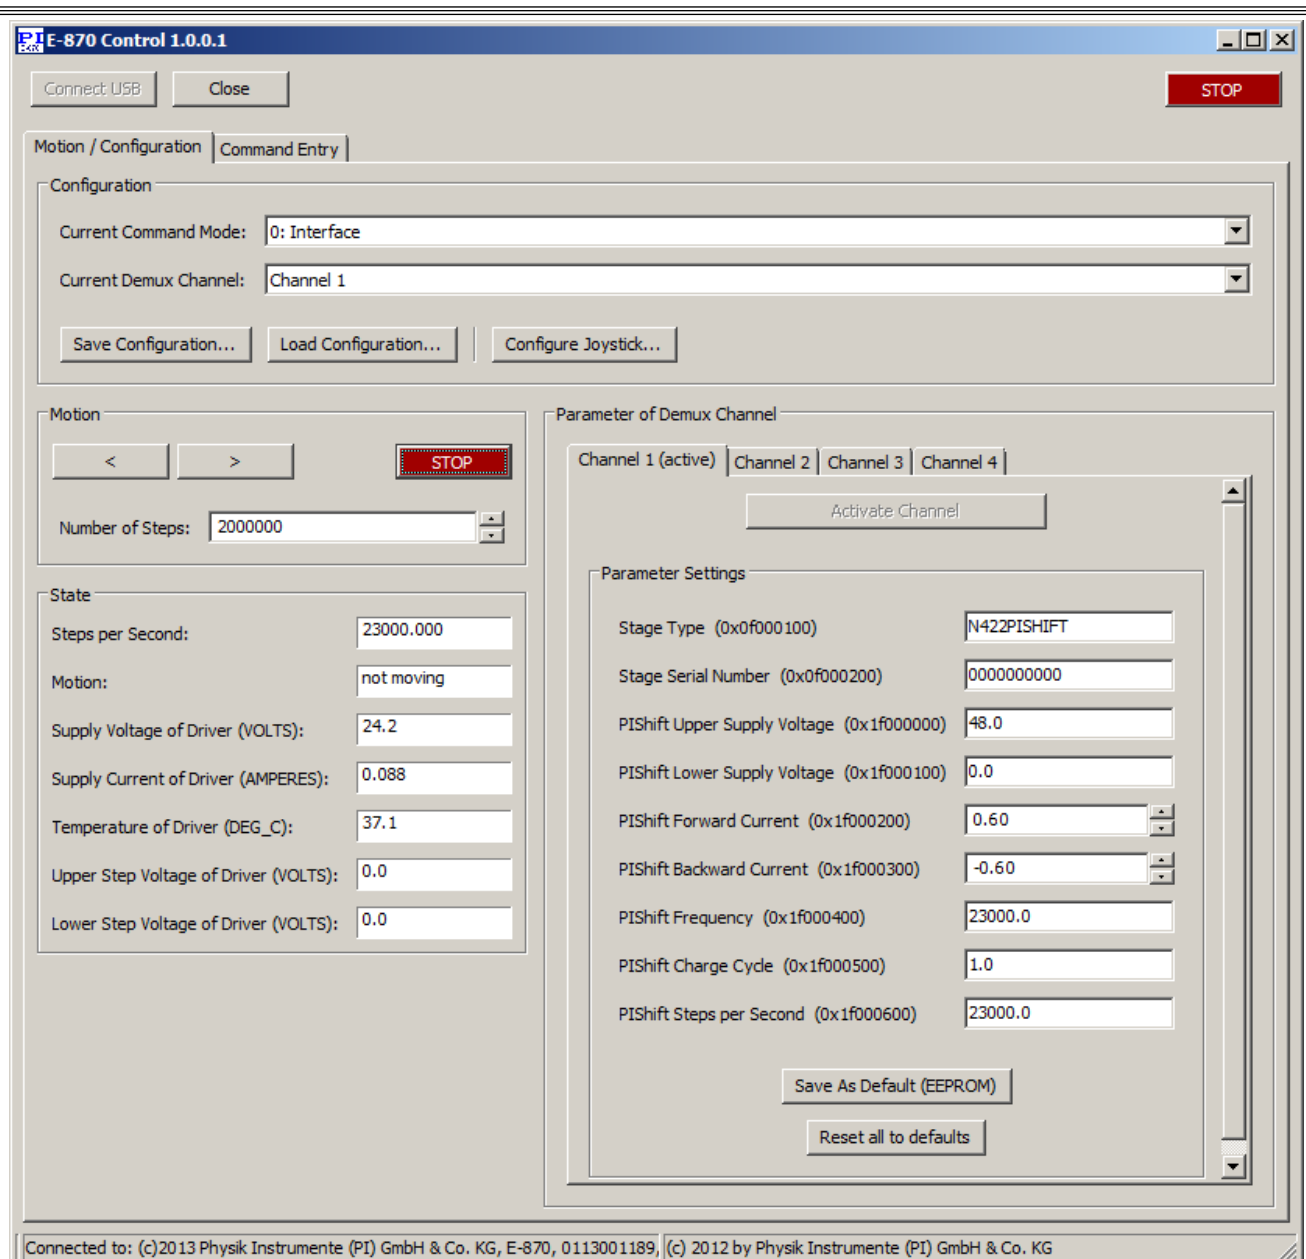 PI E-870 Control 1.0.0.1
Connect USB Close STOP
Motion / Configuration Command Entry
Configuration
Current Command Mode: 0: Interface
Current Demux Channel: Channel 1
Save Configuration... Load Configuration... Configure Joystick...
Motion
< > STOP
Number of Steps: 2000000
State
Steps per Second: 23000.000
Motion: not moving
Supply Voltage of Driver (VOLTS): 24.2
Supply Current of Driver (AMPERES): 0.088
Temperature of Driver (DEG_C): 37.1
Upper Step Voltage of Driver (VOLTS): 0.0
Lower Step Voltage of Driver (VOLTS): 0.0
Parameter of Demux Channel
Channel 1 (active) Channel 2 Channel 3 Channel 4
Activate Channel
Parameter Settings
Stage Type (0x0f000100) N422PISHIFT
Stage Serial Number (0x0f000200) 0000000000
PIShift Upper Supply Voltage (0x1f000000) 48.0
PIShift Lower Supply Voltage (0x1f000100) 0.0
PIShift Forward Current (0x1f000200) 0.60
PIShift Backward Current (0x1f000300) -0.60
PIShift Frequency (0x1f000400) 23000.0
PIShift Charge Cycle (0x1f000500) 1.0
PIShift Steps per Second (0x1f000600) 23000.0
Save As Default (EEPROM)
Reset all to defaults
Connected to: (c)2013 Physik Instrumente (PI) GmbH & Co. KG, E-870, 0113001189, (c) 2012 by Physik Instrumente (PI) GmbH & Co. KG